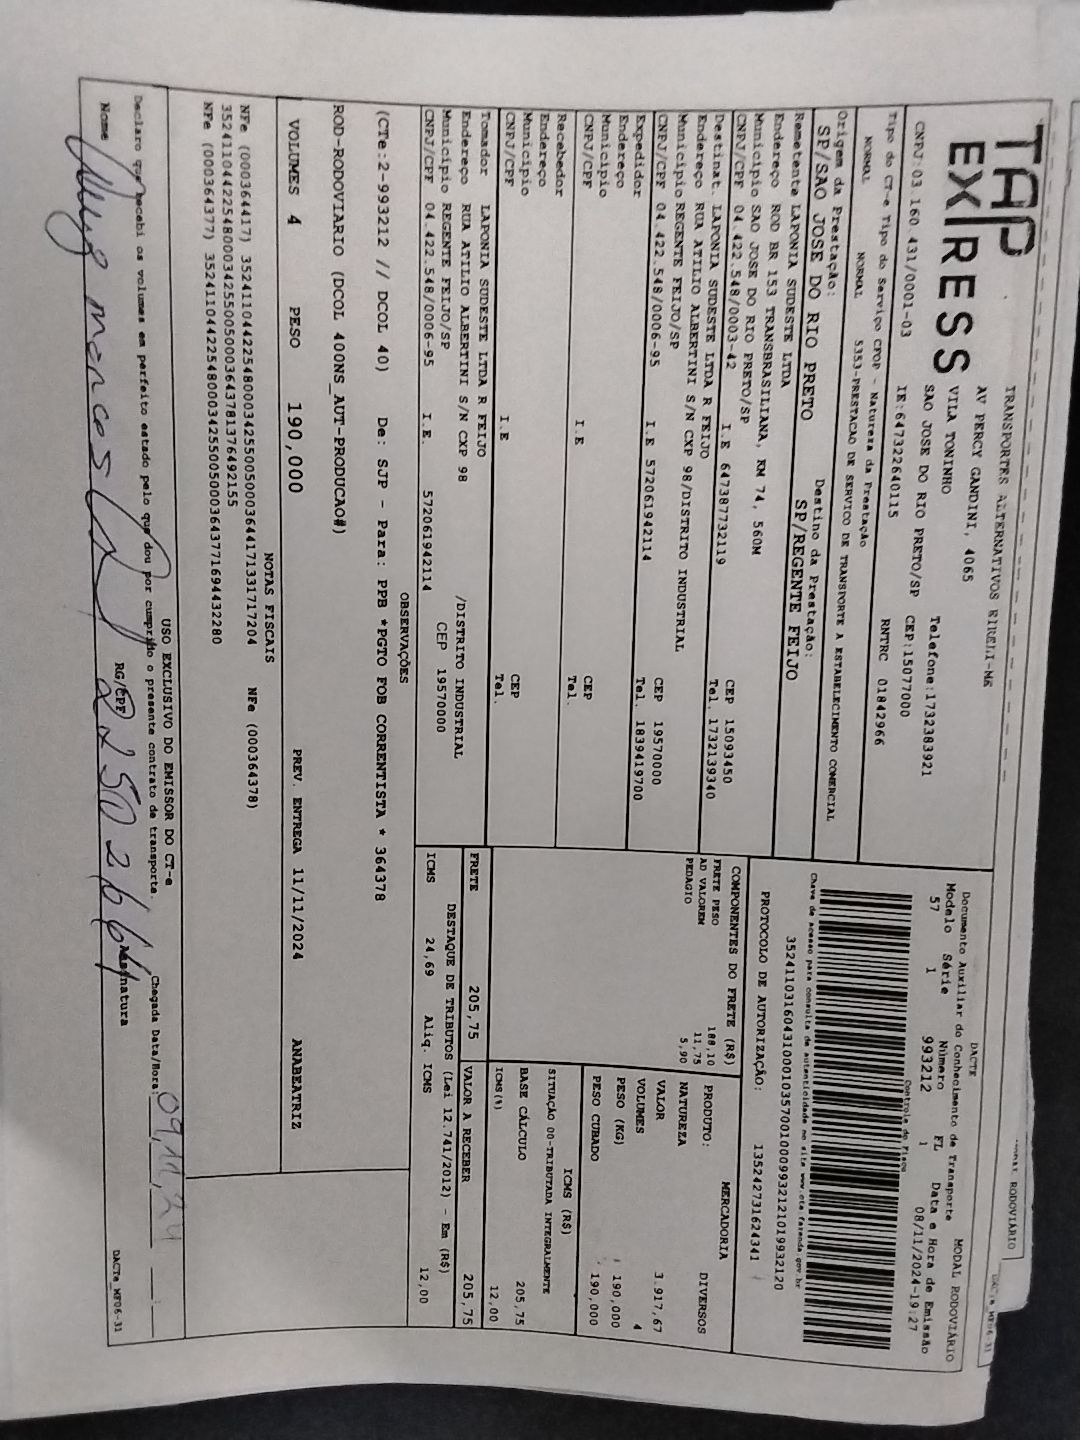 TAP
EXPRESS
TRANSPORTES ALTERNATIVOS EIRELI-ME
AV PERCY GANDINI, 4065
VILA TONINHO
SAO JOSE DO RIO PRETO/SP
Telefone:1732383921
CEP:15077000
CNPJ:03.160.431/0001-03
IE:647322640115
RNTRC 01842966
Tipo do CT-e Tipo do Serviço CFOP - Natureza da Prestação
NORMAL NORMAL 5353-PRESTACAO DE SERVICO DE TRANSPORTE A ESTABELECIMENTO COMERCIAL
Origem da Prestação: Destino da Prestação:
SP/SAO JOSE DO RIO PRETO SP/REGENTE FEIJO
Remetente LAPONIA SUDESTE LTDA
Endereço ROD BR 153 TRANSBRASILIANA, KM 74, 560M
Município SAO JOSE DO RIO PRETO/SP CEP 15093450
CNPJ/CPF 04.422.548/0003-42 I.E 647387732119 Tel. 1732139340
Destinat. LAPONIA SUDESTE LTDA R FEIJO
Endereço RUA ATILIO ALBERTINI S/N CXP 98/DISTRITO INDUSTRIAL
Município REGENTE FEIJO/SP CEP 19570000
CNPJ/CPF 04.422.548/0006-95 I.E 572061942114 Tel. 1839419700
Expedidor
Endereço
Município CEP
CNPJ/CPF I.E Tel.
Recebedor
Endereço
Município CEP
CNPJ/CPF I.E Tel.
Tomador LAPONIA SUDESTE LTDA R FEIJO
Endereço RUA ATILIO ALBERTINI S/N CXP 98 /DISTRITO INDUSTRIAL
Município REGENTE FEIJO/SP CEP 19570000
CNPJ/CPF 04.422.548/0006-95 I.E. 572061942114
MODAL RODOVIÁRIO
DACTe_MF06-31
DACTE
Documento Auxiliar do Conhecimento de Transporte MODAL RODOVIÁRIO
Modelo Série Número FL Data e Hora de Emissão
57 1 993212 1 08/11/2024-19:27
Controle do Fisco
Chave de acesso para consulta de autenticidade no site www.cte.fazenda.gov.br
35241103160431000103570010009932121019932120
PROTOCOLO DE AUTORIZAÇÃO: 135242731624341
COMPONENTES DO FRETE (R$)
FRETE PESO 188,10
AD VALOREM 11,75
PEDAGIO 5,90
MERCADORIA
PRODUTO: DIVERSOS
NATUREZA
VALOR 3.917,67
VOLUMES 4
PESO (KG) 190,000
PESO CUBADO 190,000
ICMS (R$)
SITUAÇÃO 00-TRIBUTADA INTEGRALMENTE
BASE CÁLCULO 205,75
ICMS(%) 12,00
FRETE 205,75 VALOR A RECEBER 205,75
DESTAQUE DE TRIBUTOS (Lei 12.741/2012) - Em (R$)
ICMS 24,69 Aliq. ICMS 12,00
OBSERVAÇÕES
(CTe:2-993212 // DCOL 40) De: SJP - Para: PPB *PGTO FOB CORRENTISTA * 364378
ROD-RODOVIARIO (DCOL 400NS_AUT-PRODUCAO#)
VOLUMES 4 PESO 190,000 PREV. ENTREGA 11/11/2024 ANABEATRIZ
NOTAS FISCAIS
NFe (000364417) 35241104422548000342550050003644171331717204 NFe (000364378)
35241104422548000342550050003643781376492155
NFe (000364377) 35241104422548000342550050003643771694432280
USO EXCLUSIVO DO EMISSOR DO CT-e
Declaro que recebi os volumes em perfeito estado pelo que dou por cumprido o presente contrato de transporte.
Chegada Data/Hora: 09,11,24
Nome RG/CPF Assinatura
DACTe_MF06-31